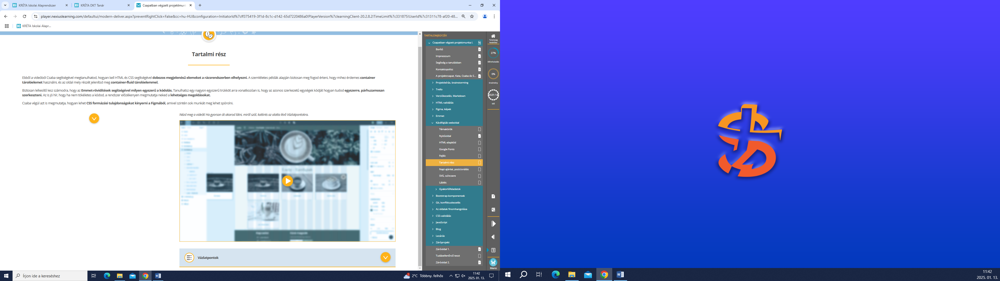 KRÉTA Iskolai Alaprendszer
KRÉTA DKT Tanár
Csapatban végzett projektmun
player.nexiuslearning.com/defaultui/modern-deliver.aspx?preventRightClick=False&cc=hu-HU&configuration=InitiatorId%7cff375419-3f1d-8c1c-d142-65d7220486a0!PlayerVersion%7clearningClient-20.2.8.2!TimeLimit%7c331875!UserId%7c31311c78-af20-48...
KRÉTA Iskolai Alapr...
Tartalmi rész
Ebből a videóból Csaba segítségével megtanulhatod, hogyan kell HTML és CSS segítségével dobozos megjelenésű elemeket a rácsrendszerben elhelyezni. A szemléletes példák alapján biztosan meg fogod érteni, hogy mihez érdemes container
tárolóelemet használni, és az oldal mely részét jelenítsd meg container-fluid tárolóelemmel.
Biztosan lelkesítő lesz számodra, hogy az Emmet-rövidítések segítségével milyen egyszerű a kódolás. Tanulhatsz egy nagyon egyszerű trükköt arra vonatkozóan is, hogy az azonos szerkezetű egységek kódját hogyan tudod egyszerre, párhuzamosan
szerkeszteni. Az is jó hír, hogy ha nem tökéletes a kódod, a rendszer előzékenyen megmutatja neked a lehetséges megoldásokat.
Csaba végül azt is megmutatja, hogyan lehet CSS formázási tulajdonságokat kinyerni a Figmából, amivel szintén sok munkát meg lehet spórolni.
Nézd meg a videót! Ha gyorsan át akarod látni, miről szól, kattints az alatta lévő Vázlatpontokra.
Vázlatpontok
TARTALOMJEGYZÉK
Csapatban végzett projektmunka I.
Borító
Impresszum
Segítség a tanulásban
Kontaktopolisz
A projektcsapat, Kata, Csaba és S...
Projektleírás, brainstorming
Trello
Verziókezelés, Markdown
HTML-validálás
Figma, képek
Emmet
Kávéfajták weboldal
Témakörök
Nyitóoldal
HTML-alapkód
Google Fonts
Fejléc
Tartalmi rész
Napi ajánlat, pozicionálás
SVG, színcsere
Lábléc
Gyakorlófeladatok
Bootstrap-komponensek
Git, konfliktuskezelés
Az oldalak finomhangolása
CSS-validálás
JavaScript
Blog
Lezárás
Záróprojekt
Záróoldal 1.
Tudásellenőrző teszt
Záróoldal 2.
Tananyag
bezárása
27%
Előrehaladás
0%
Eredmény
5531:14
Idő
Menü
Írjon ide a kereséshez
2°C Többny. felhős
11:42
2025. 01. 13.
11:42
2025. 01. 13.